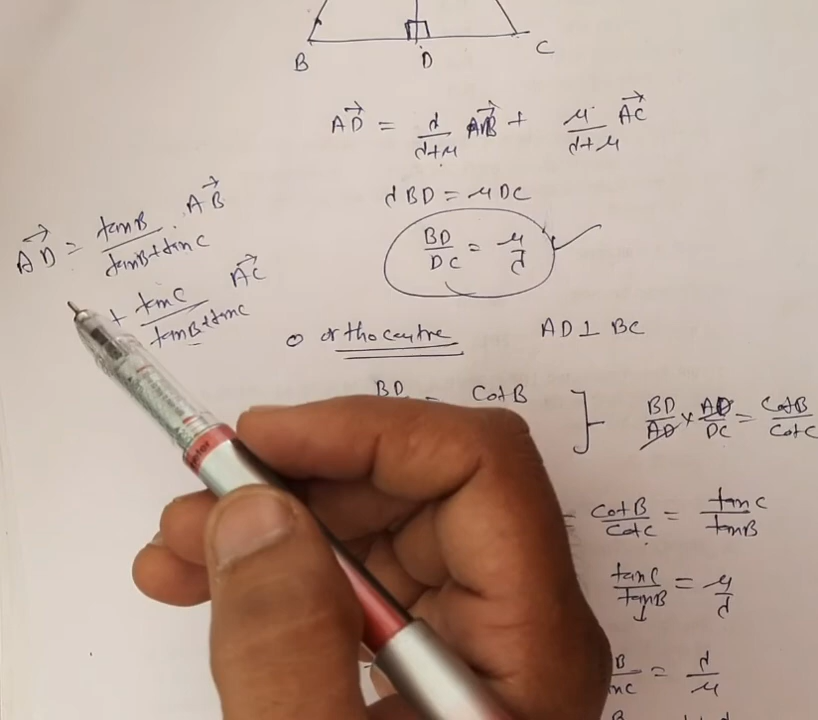 B D C
AD→ = d/(d+μ) AB→ + μ/(d+μ) AC→
d BD = μ DC
BD/DC = μ/d
AD→ = tanB/(tanB+tanC) . AB→
+ tanC/(tanB+tanC) AC→
o orthocentre AD⊥ BC
BD = CotB
BD/AD × AD/DC = CotB/CotC
= CotB/CotC = tanC/tanB
tanC/tanB = μ/d
B/nC = d/μ